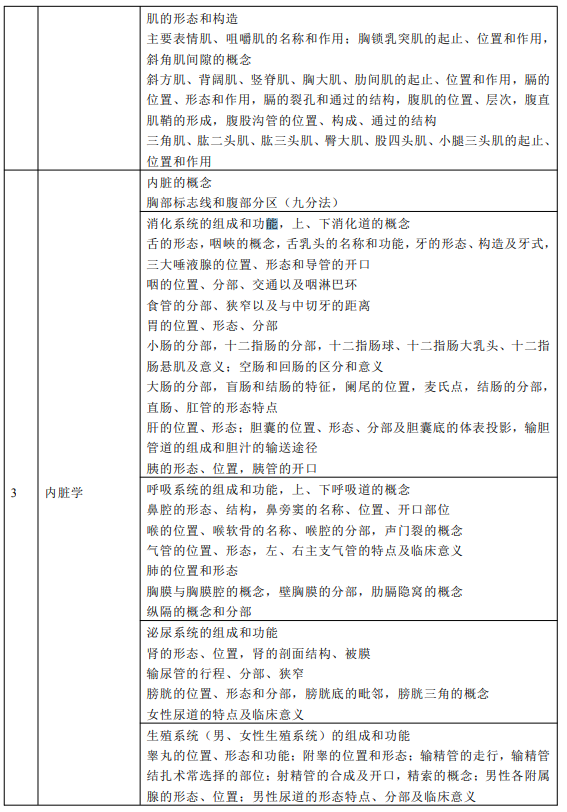 肌的形态和构造
主要表情肌、咀嚼肌的名称和作用；胸锁乳突肌的起止、位置和作用，
斜角肌间隙的概念
斜方肌、背阔肌、竖脊肌、胸大肌、肋间肌的起止、位置和作用，膈的
位置、形态和作用，膈的裂孔和通过的结构，腹肌的位置、层次，腹直
肌鞘的形成，腹股沟管的位置、构成、通过的结构
三角肌、肱二头肌、肱三头肌、臀大肌、股四头肌、小腿三头肌的起止、
位置和作用
3
内脏学
内脏的概念
胸部标志线和腹部分区（九分法）
消化系统的组成和功能，上、下消化道的概念
舌的形态，咽峡的概念，舌乳头的名称和功能，牙的形态、构造及牙式，
三大唾液腺的位置、形态和导管的开口
咽的位置、分部、交通以及咽淋巴环
食管的分部、狭窄以及与中切牙的距离
胃的位置、形态、分部
小肠的分部，十二指肠的分部，十二指肠球、十二指肠大乳头、十二指
肠悬肌及意义；空肠和回肠的区分和意义
大肠的分部，盲肠和结肠的特征，阑尾的位置，麦氏点，结肠的分部，
直肠、肛管的形态特点
肝的位置、形态；胆囊的位置、形态、分部及胆囊底的体表投影，输胆
管道的组成和胆汁的输送途径
胰的形态、位置，胰管的开口
呼吸系统的组成和功能，上、下呼吸道的概念
鼻腔的形态、结构，鼻旁窦的名称、位置、开口部位
喉的位置、喉软骨的名称、喉腔的分部，声门裂的概念
气管的位置、形态，左、右主支气管的特点及临床意义
肺的位置和形态
胸膜与胸膜腔的概念，壁胸膜的分部，肋膈隐窝的概念
纵隔的概念和分部
泌尿系统的组成和功能
肾的形态、位置，肾的剖面结构、被膜
输尿管的行程、分部、狭窄
膀胱的位置、形态和分部，膀胱底的毗邻，膀胱三角的概念
女性尿道的特点及临床意义
生殖系统（男、女性生殖系统）的组成和功能
睾丸的位置、形态和功能；附睾的位置和形态；输精管的走行，输精管
结扎术常选择的部位；射精管的合成及开口，精索的概念；男性各附属
腺的形态、位置；男性尿道的形态特点、分部及临床意义